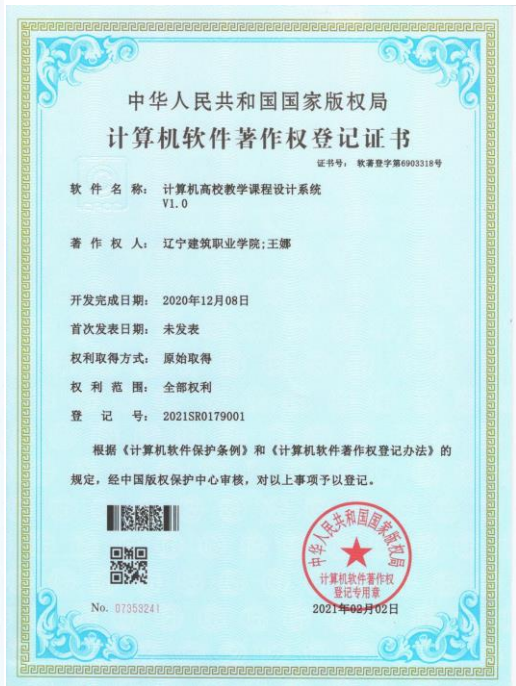 中华人民共和国国家版权局
计算机软件著作权登记证书
证书号： 软著登字第6903318号
软件名称： 计算机高校教学课程设计系统
V1.0
著作权人： 辽宁建筑职业学院;王娜
开发完成日期： 2020年12月08日
首次发表日期： 未发表
权利取得方式： 原始取得
权利范围： 全部权利
登记号： 2021SR0179001
根据《计算机软件保护条例》和《计算机软件著作权登记办法》的
规定，经中国版权保护中心审核，对以上事项予以登记。
中华人民共和国国家版权局
计算机软件著作权
登记专用章
No. 07353241
2021年02月02日